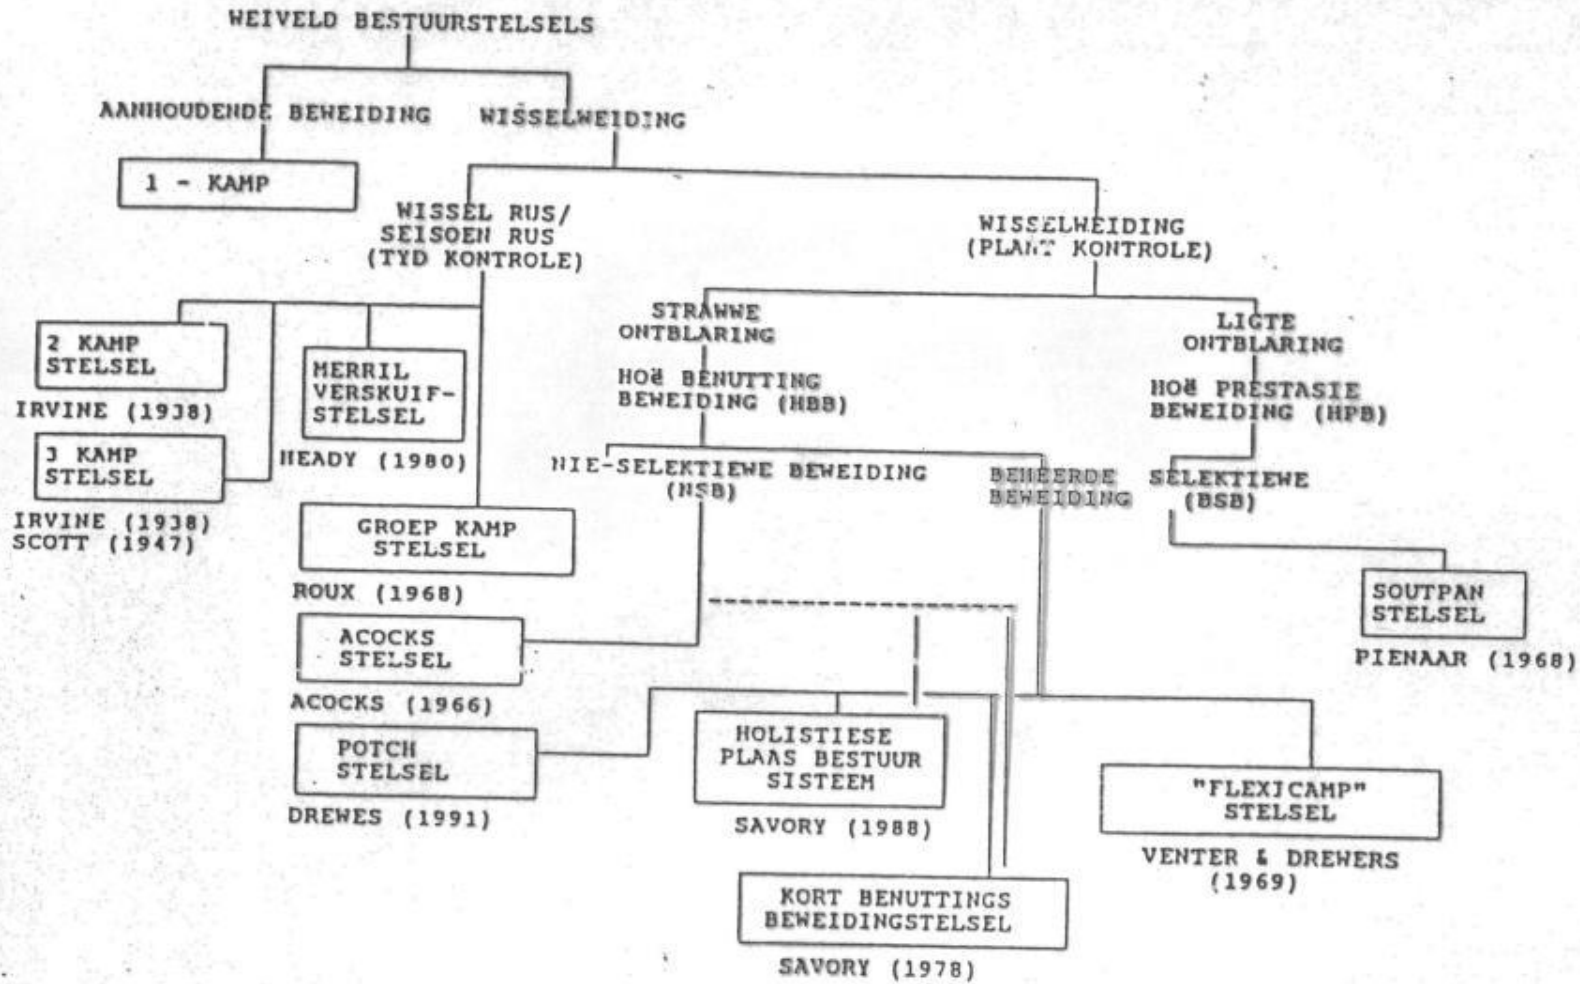 WEIVELD BESTUURSTELSELS
AANHOUDENDE BEWEIDING
WISSELWEIDING
1 - KAMP
WISSEL RUS/
SEISOEN RUS
(TYD KONTROLE)
WISSELWEIDING
(PLANT KONTROLE)
2 KAMP
STELSEL
IRVINE (1938)
3 KAMP
STELSEL
IRVINE (1938)
SCOTT (1947)
MERRIL
VERSKUIF-
STELSEL
HEADY (1980)
GROEP KAMP
STELSEL
ROUX (1968)
STRAWWE
ONTBLARING
HOë BENUTTING
BEWEIDING (HBB)
NIE-SELEKTIEWE BEWEIDING
(NSB)
BEHEERDE
BEWEIDING
LIGTE
ONTBLARING
HOë PRESTASIE
BEWEIDING (HPB)
SELEKTIEWE
(BSB)
SOUTPAN
STELSEL
PIENAAR (1968)
ACOCKS
STELSEL
ACOCKS (1966)
POTCH
STELSEL
DREWES (1991)
HOLISTIESE
PLAAS BESTUUR
SISTEEM
SAVORY (1988)
KORT BENUTTINGS
BEWEIDINGSTELSEL
SAVORY (1978)
"FLEXICAMP"
STELSEL
VENTER & DREWERS
(1969)